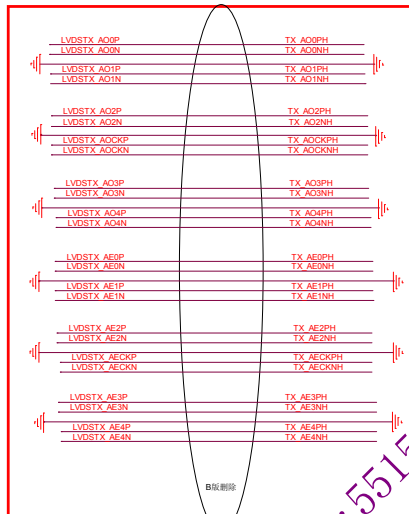 LVDSTX_AO0P TX_AO0PH
LVDSTX_AO0N TX_AO0NH
LVDSTX_AO1P TX_AO1PH
LVDSTX_AO1N TX_AO1NH
LVDSTX_AO2P TX_AO2PH
LVDSTX_AO2N TX_AO2NH
LVDSTX_AOCKP TX_AOCKPH
LVDSTX_AOCKN TX_AOCKNH
LVDSTX_AO3P TX_AO3PH
LVDSTX_AO3N TX_AO3NH
LVDSTX_AO4P TX_AO4PH
LVDSTX_AO4N TX_AO4NH
LVDSTX_AE0P TX_AE0PH
LVDSTX_AE0N TX_AE0NH
LVDSTX_AE1P TX_AE1PH
LVDSTX_AE1N TX_AE1NH
LVDSTX_AE2P TX_AE2PH
LVDSTX_AE2N TX_AE2NH
LVDSTX_AECKP TX_AECKPH
LVDSTX_AECKN TX_AECKNH
LVDSTX_AE3P TX_AE3PH
LVDSTX_AE3N TX_AE3NH
LVDSTX_AE4P TX_AE4PH
LVDSTX_AE4N TX_AE4NH
B版删除
5515